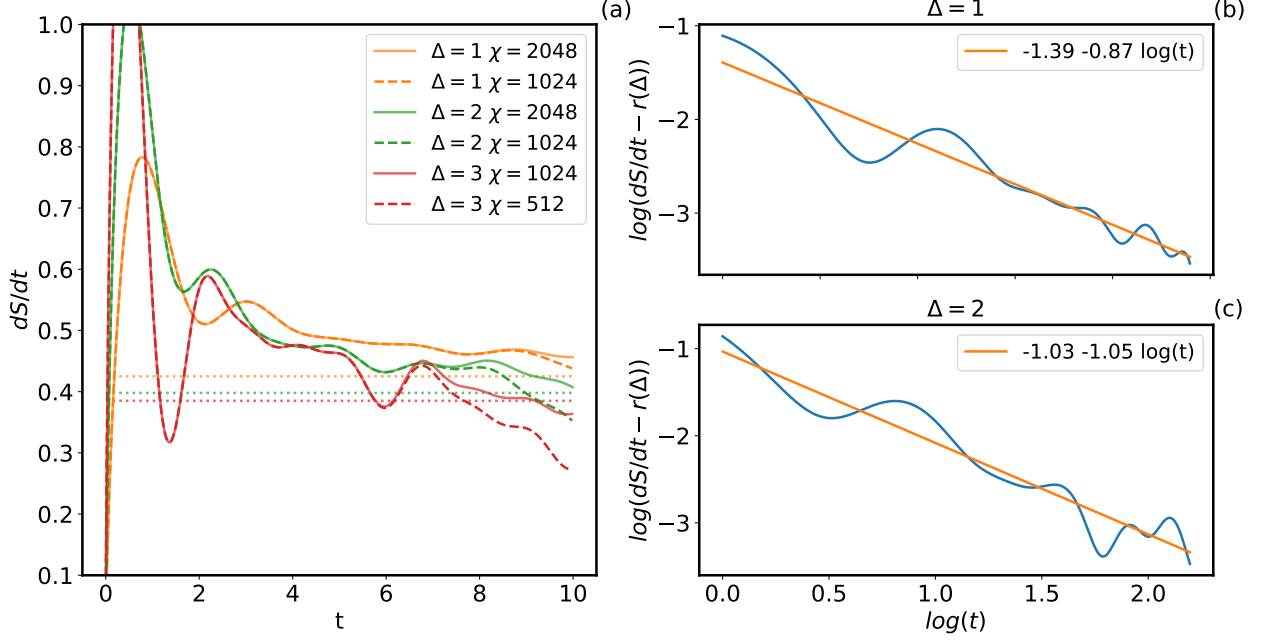 (a)
1.0
0.9
0.8
0.7
0.6
0.5
0.4
0.3
0.2
0.1
dS/dt
0
2
4
6
8
10
t
Δ = 1 χ = 2048
Δ = 1 χ = 1024
Δ = 2 χ = 2048
Δ = 2 χ = 1024
Δ = 3 χ = 1024
Δ = 3 χ = 512
Δ = 1
(b)
−1
−2
−3
log(dS/dt − r(Δ))
-1.39 -0.87 log(t)
Δ = 2
(c)
−1
−2
−3
log(dS/dt − r(Δ))
-1.03 -1.05 log(t)
0.0
0.5
1.0
1.5
2.0
log(t)